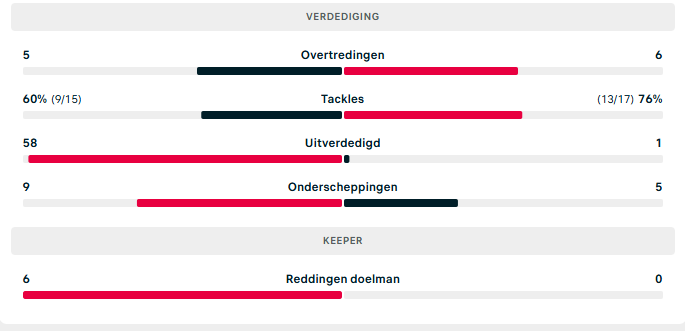 VERDEDIGING
5 Overtredingen 6
60% (9/15) Tackles (13/17) 76%
58 Uitverdedigd 1
9 Onderscheppingen 5
KEEPER
6 Reddingen doelman 0